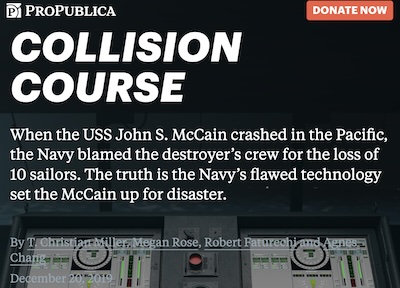 PROPUBLICA
DONATE NOW
COLLISION
COURSE
When the USS John S. McCain crashed in the Pacific,
the Navy blamed the destroyer’s crew for the loss of
10 sailors. The truth is the Navy’s flawed technology
set the McCain up for disaster.
By T. Christian Miller, Megan Rose, Robert Faturechi and Agnes
Chang
December 20, 2019